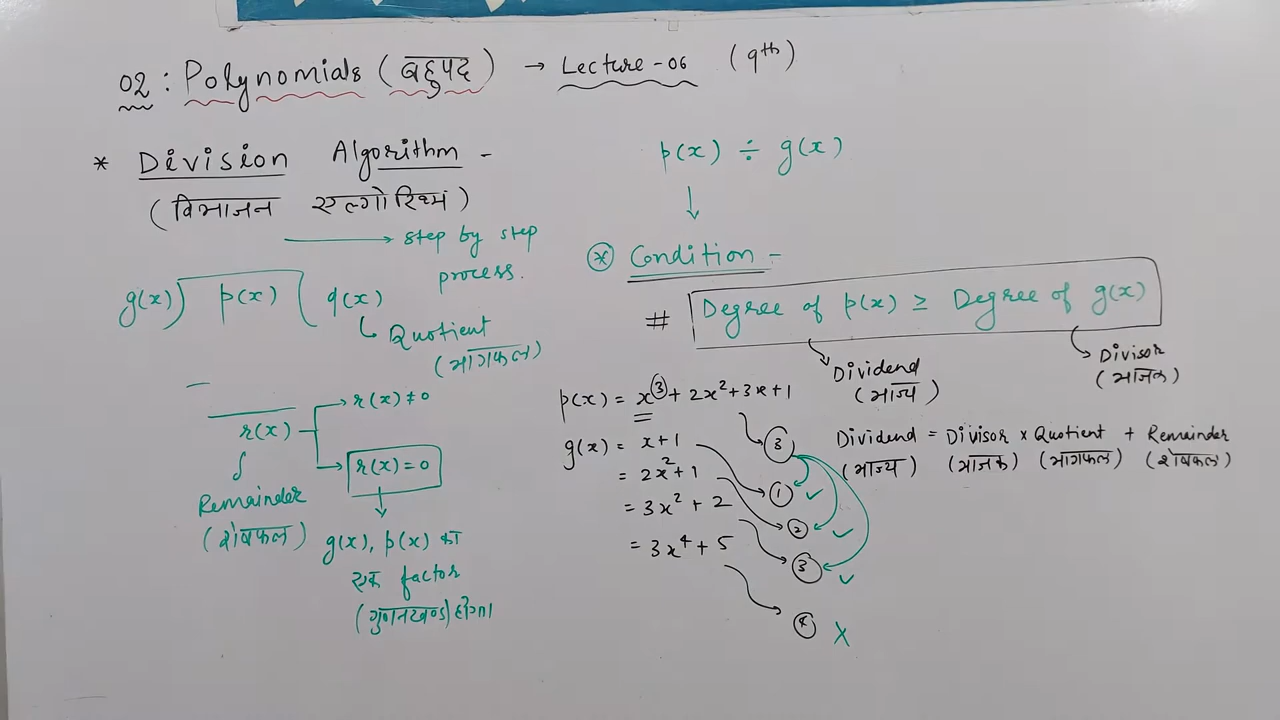 02 : Polynomials (बहुपद) → Lecture-06 (9th)
* Division Algorithm -
(विभाजन एल्गोरिथ्मं)
→ step by step
process.
g(x)) p(x) ( q(x)
Quotient
(भागफल)
r(x)
→ r(x) ≠ 0
→ r(x) = 0
Remainder
(शेषफल)
g(x), p(x) का
एक factor
(गुणनखण्ड) होगा
p(x) ÷ g(x)
↓
* Condition -
# Degree of p(x) ≥ Degree of g(x)
Dividend
(भाज्य)
Divisor
(भाजक)
p(x) = x³ + 2x² + 3x + 1
3
g(x) = x + 1
1 ✓
= 2x² + 1
2 ✓
= 3x² + 2
3 ✓
= 3x⁴ + 5
4 X
Dividend = Divisor × Quotient + Remainder
(भाज्य) (भाजक) (भागफल) (शेषफल)